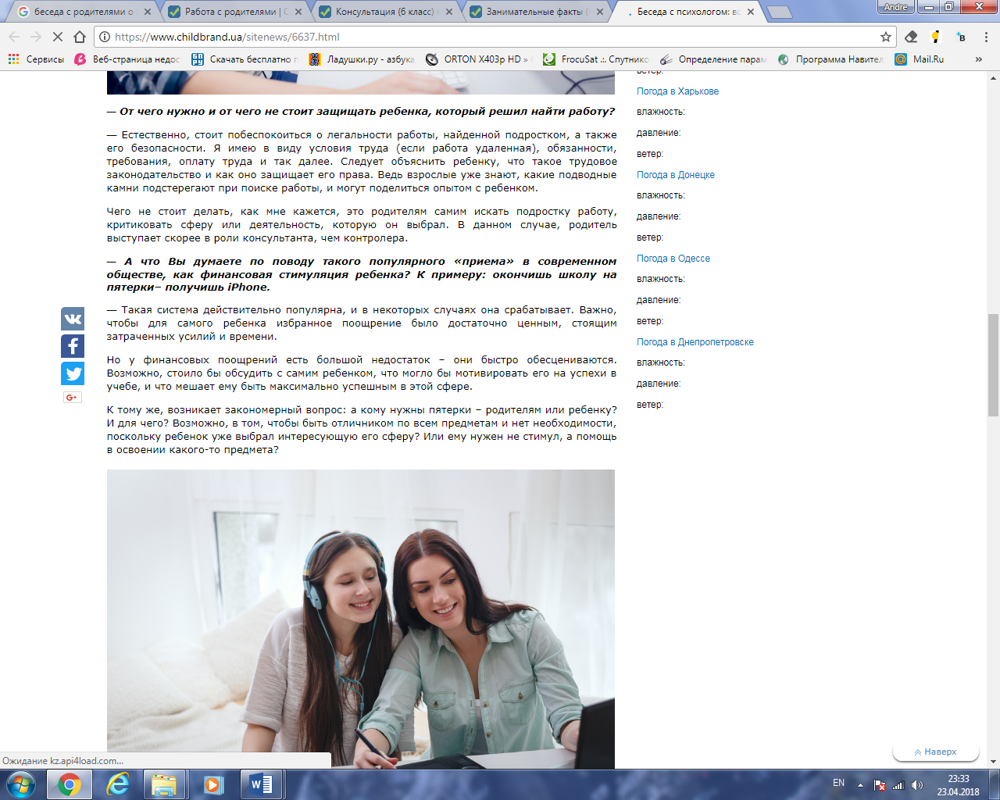 беседа с родителями о
Работа с родителями | С
Консультация (6 класс)
Занимательные факты (
Беседа с психологом: вс
Andre
https://www.childbrand.ua/sitenews/6637.html
Сервисы
Веб-страница недос
Скачать бесплатно
Ладушки.ру - азбука
ORTON X403p HD »
FrocuSat .:. Спутнико
Определение парам
Программа Навител
Mail.Ru
»
— От чего нужно и от чего не стоит защищать ребенка, который решил найти работу?
— Естественно, стоит побеспокоиться о легальности работы, найденной подростком, а также
его безопасности. Я имею в виду условия труда (если работа удаленная), обязанности,
требования, оплату труда и так далее. Следует объяснить ребенку, что такое трудовое
законодательство и как оно защищает его права. Ведь взрослые уже знают, какие подводные
камни подстерегают при поиске работы, и могут поделиться опытом с ребенком.
Чего не стоит делать, как мне кажется, это родителям самим искать подростку работу,
критиковать сферу или деятельность, которую он выбрал. В данном случае, родитель
выступает скорее в роли консультанта, чем контролера.
— А что Вы думаете по поводу такого популярного «приема» в современном
обществе, как финансовая стимуляция ребенка? К примеру: окончишь школу на
пятерки– получишь iPhone.
— Такая система действительно популярна, и в некоторых случаях она срабатывает. Важно,
чтобы для самого ребенка избранное поощрение было достаточно ценным, стоящим
затраченных усилий и времени.
Но у финансовых поощрений есть большой недостаток – они быстро обесцениваются.
Возможно, стоило бы обсудить с самим ребенком, что могло бы мотивировать его на успехи в
учебе, и что мешает ему быть максимально успешным в этой сфере.
К тому же, возникает закономерный вопрос: а кому нужны пятерки – родителям или ребенку?
И для чего? Возможно, в том, чтобы быть отличником по всем предметам и нет необходимости,
поскольку ребенок уже выбрал интересующую его сферу? Или ему нужен не стимул, а помощь
в освоении какого-то предмета?
ветер:
Погода в Харькове
влажность:
давление:
ветер:
Погода в Донецке
влажность:
давление:
ветер:
Погода в Одессе
влажность:
давление:
ветер:
Погода в Днепропетровске
влажность:
давление:
ветер:
G+
Наверх
Ожидание kz.api4load.com...
EN
23:33
23.04.2018